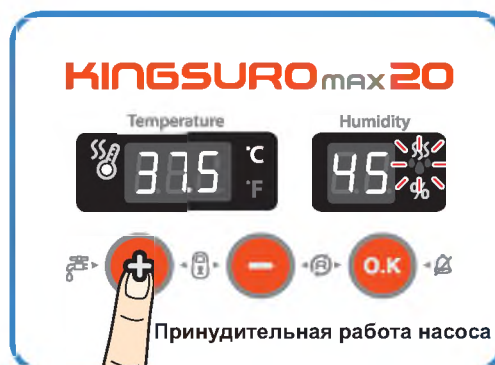 KINGSUROMAX20
Temperature Humidity
37.5 °C °F 45 %
+ − R O.K
Принудительная работа насоса